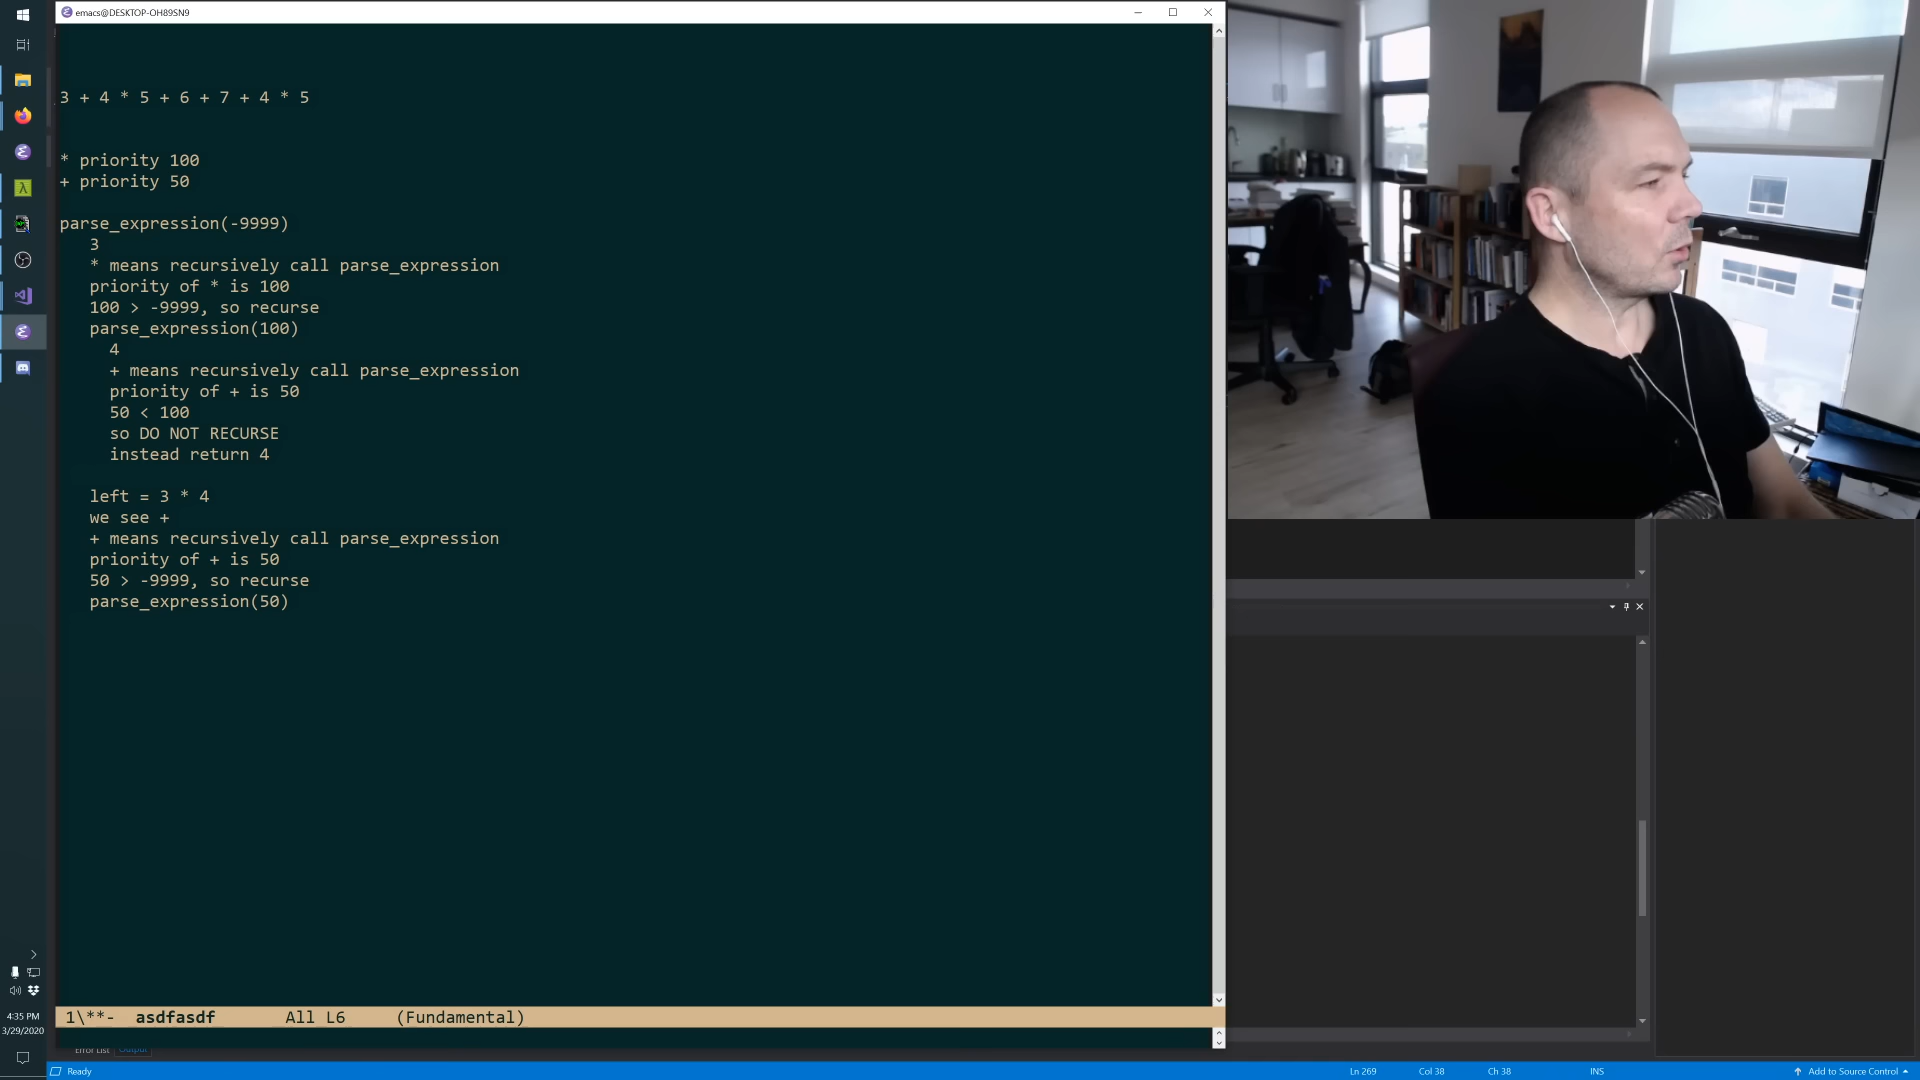 emacs@DESKTOP-OH89SN9
3 + 4 * 5 + 6 + 7 + 4 * 5
* priority 100
+ priority 50
parse_expression(-9999)
3
* means recursively call parse_expression
priority of * is 100
100 > -9999, so recurse
parse_expression(100)
4
+ means recursively call parse_expression
priority of + is 50
50 < 100
so DO NOT RECURSE
instead return 4
left = 3 * 4
we see +
+ means recursively call parse_expression
priority of + is 50
50 > -9999, so recurse
parse_expression(50)
1\**- asdfasdf All L6 (Fundamental)
4:35 PM
3/29/2020
Error List Output
Ready Ln 269 Col 38 Ch 38 INS Add to Source Control